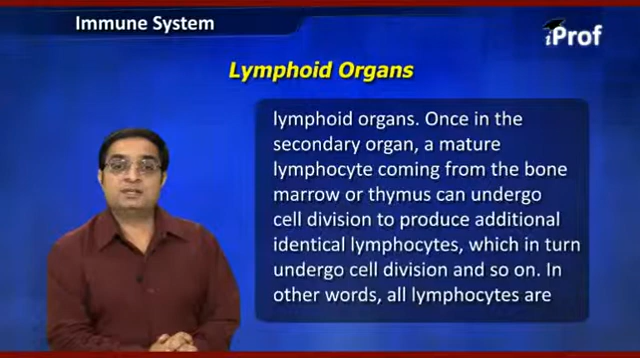 Immune System
iProf
Lymphoid Organs
lymphoid organs. Once in the
secondary organ, a mature
lymphocyte coming from the bone
marrow or thymus can undergo
cell division to produce additional
identical lymphocytes, which in turn
undergo cell division and so on. In
other words, all lymphocytes are